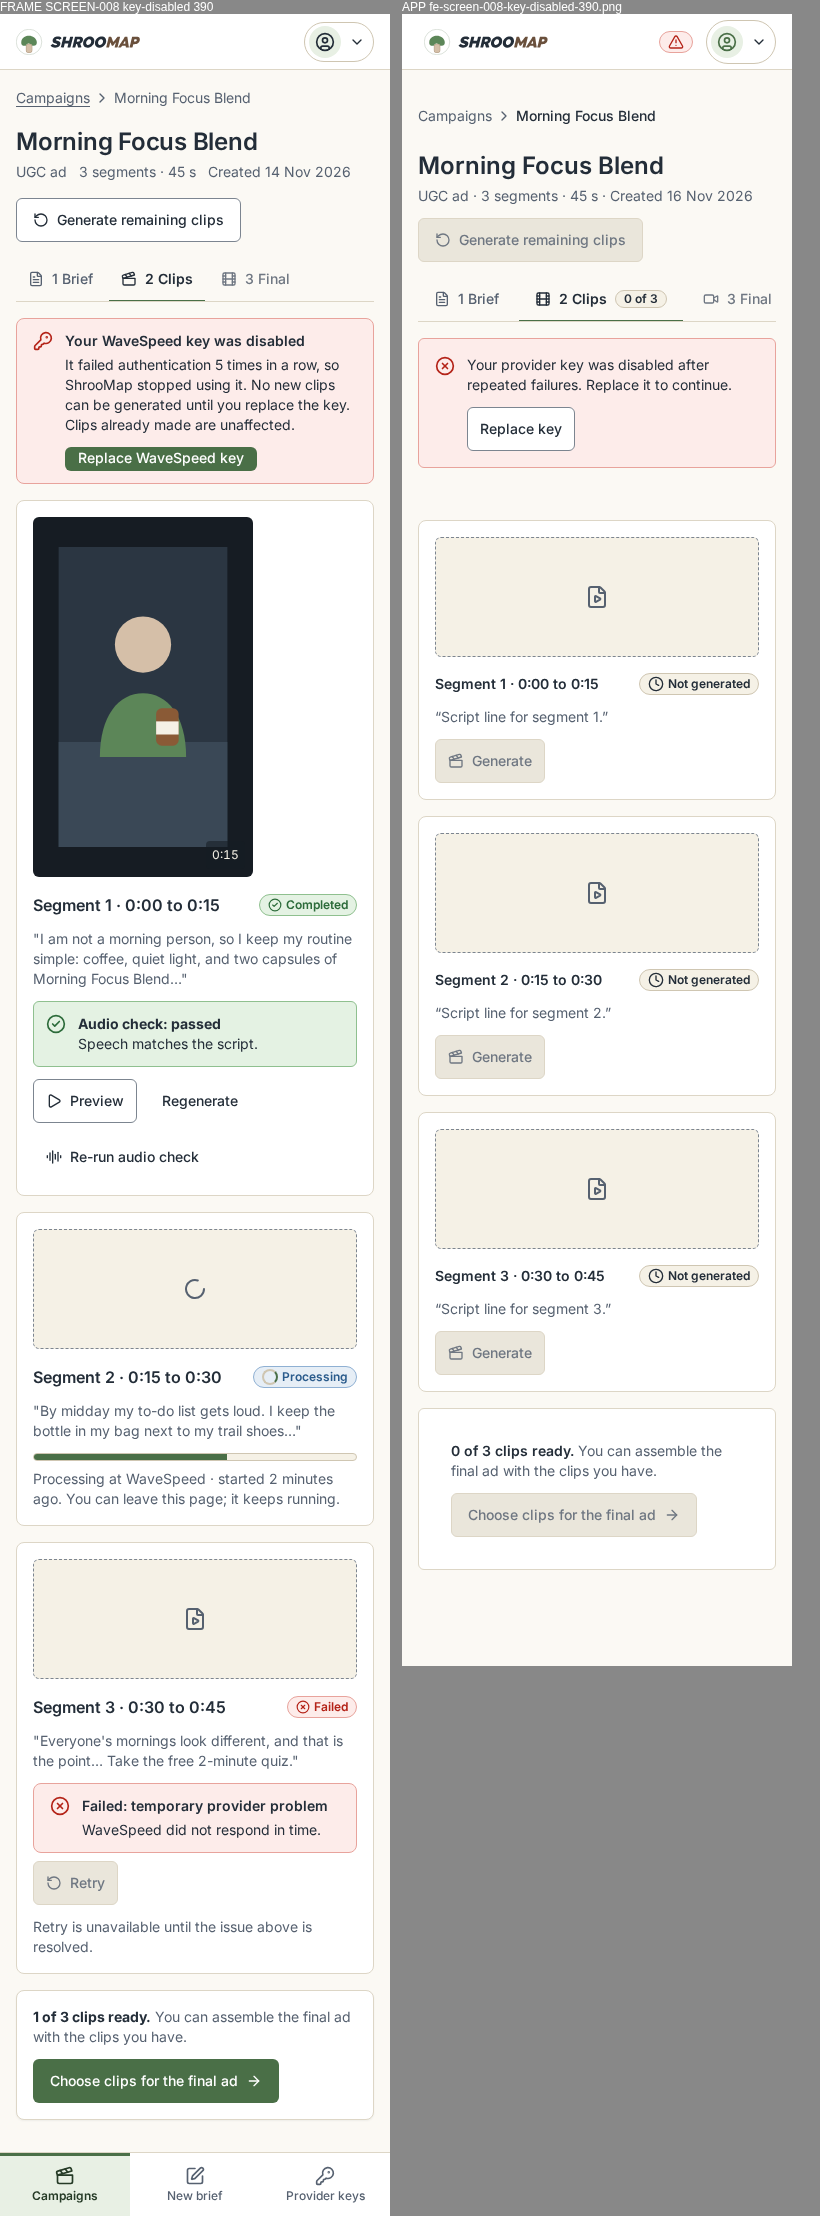 FRAME SCREEN-008 key-disabled 390
SHROOMAP
Campaigns > Morning Focus Blend
Morning Focus Blend
UGC ad 3 segments · 45 s Created 14 Nov 2026
Generate remaining clips
1 Brief 2 Clips 3 Final
Your WaveSpeed key was disabled
It failed authentication 5 times in a row, so
ShrooMap stopped using it. No new clips
can be generated until you replace the key.
Clips already made are unaffected.
Replace WaveSpeed key
0:15
Segment 1 · 0:00 to 0:15 Completed
"I am not a morning person, so I keep my routine
simple: coffee, quiet light, and two capsules of
Morning Focus Blend..."
Audio check: passed
Speech matches the script.
Preview Regenerate
Re-run audio check
Segment 2 · 0:15 to 0:30 Processing
"By midday my to-do list gets loud. I keep the
bottle in my bag next to my trail shoes..."
Processing at WaveSpeed · started 2 minutes
ago. You can leave this page; it keeps running.
Segment 3 · 0:30 to 0:45 Failed
"Everyone's mornings look different, and that is
the point... Take the free 2-minute quiz."
Failed: temporary provider problem
WaveSpeed did not respond in time.
Retry
Retry is unavailable until the issue above is
resolved.
1 of 3 clips ready. You can assemble the final ad
with the clips you have.
Choose clips for the final ad
Campaigns New brief Provider keys
APP fe-screen-008-key-disabled-390.png
SHROOMAP
Campaigns > Morning Focus Blend
Morning Focus Blend
UGC ad · 3 segments · 45 s · Created 16 Nov 2026
Generate remaining clips
1 Brief 2 Clips 0 of 3 3 Final
Your provider key was disabled after
repeated failures. Replace it to continue.
Replace key
Segment 1 · 0:00 to 0:15 Not generated
“Script line for segment 1.”
Generate
Segment 2 · 0:15 to 0:30 Not generated
“Script line for segment 2.”
Generate
Segment 3 · 0:30 to 0:45 Not generated
“Script line for segment 3.”
Generate
0 of 3 clips ready. You can assemble the
final ad with the clips you have.
Choose clips for the final ad